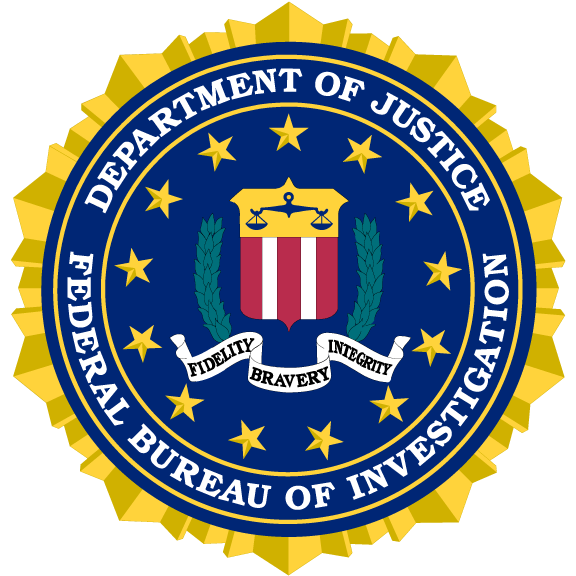 DEPARTMENT OF JUSTICE
FIDELITY
BRAVERY
INTEGRITY
FEDERAL BUREAU OF INVESTIGATION